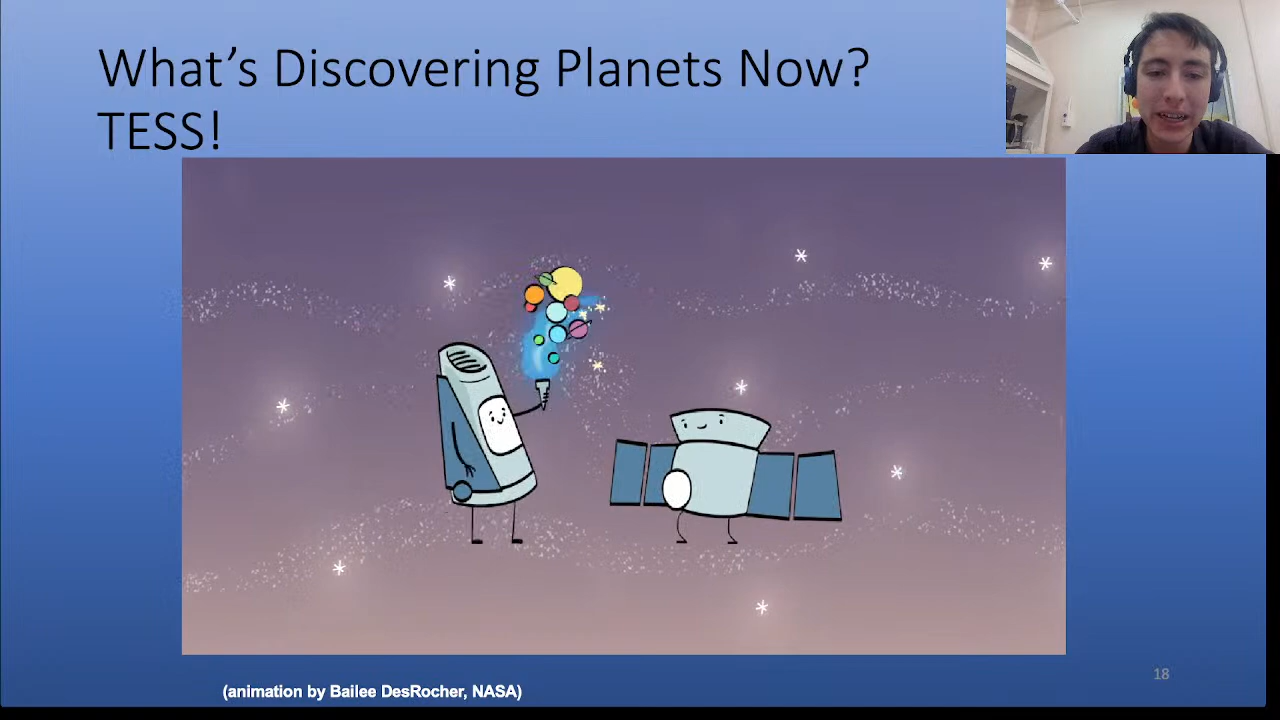 What's Discovering Planets Now?
TESS!
18
(animation by Bailee DesRocher, NASA)